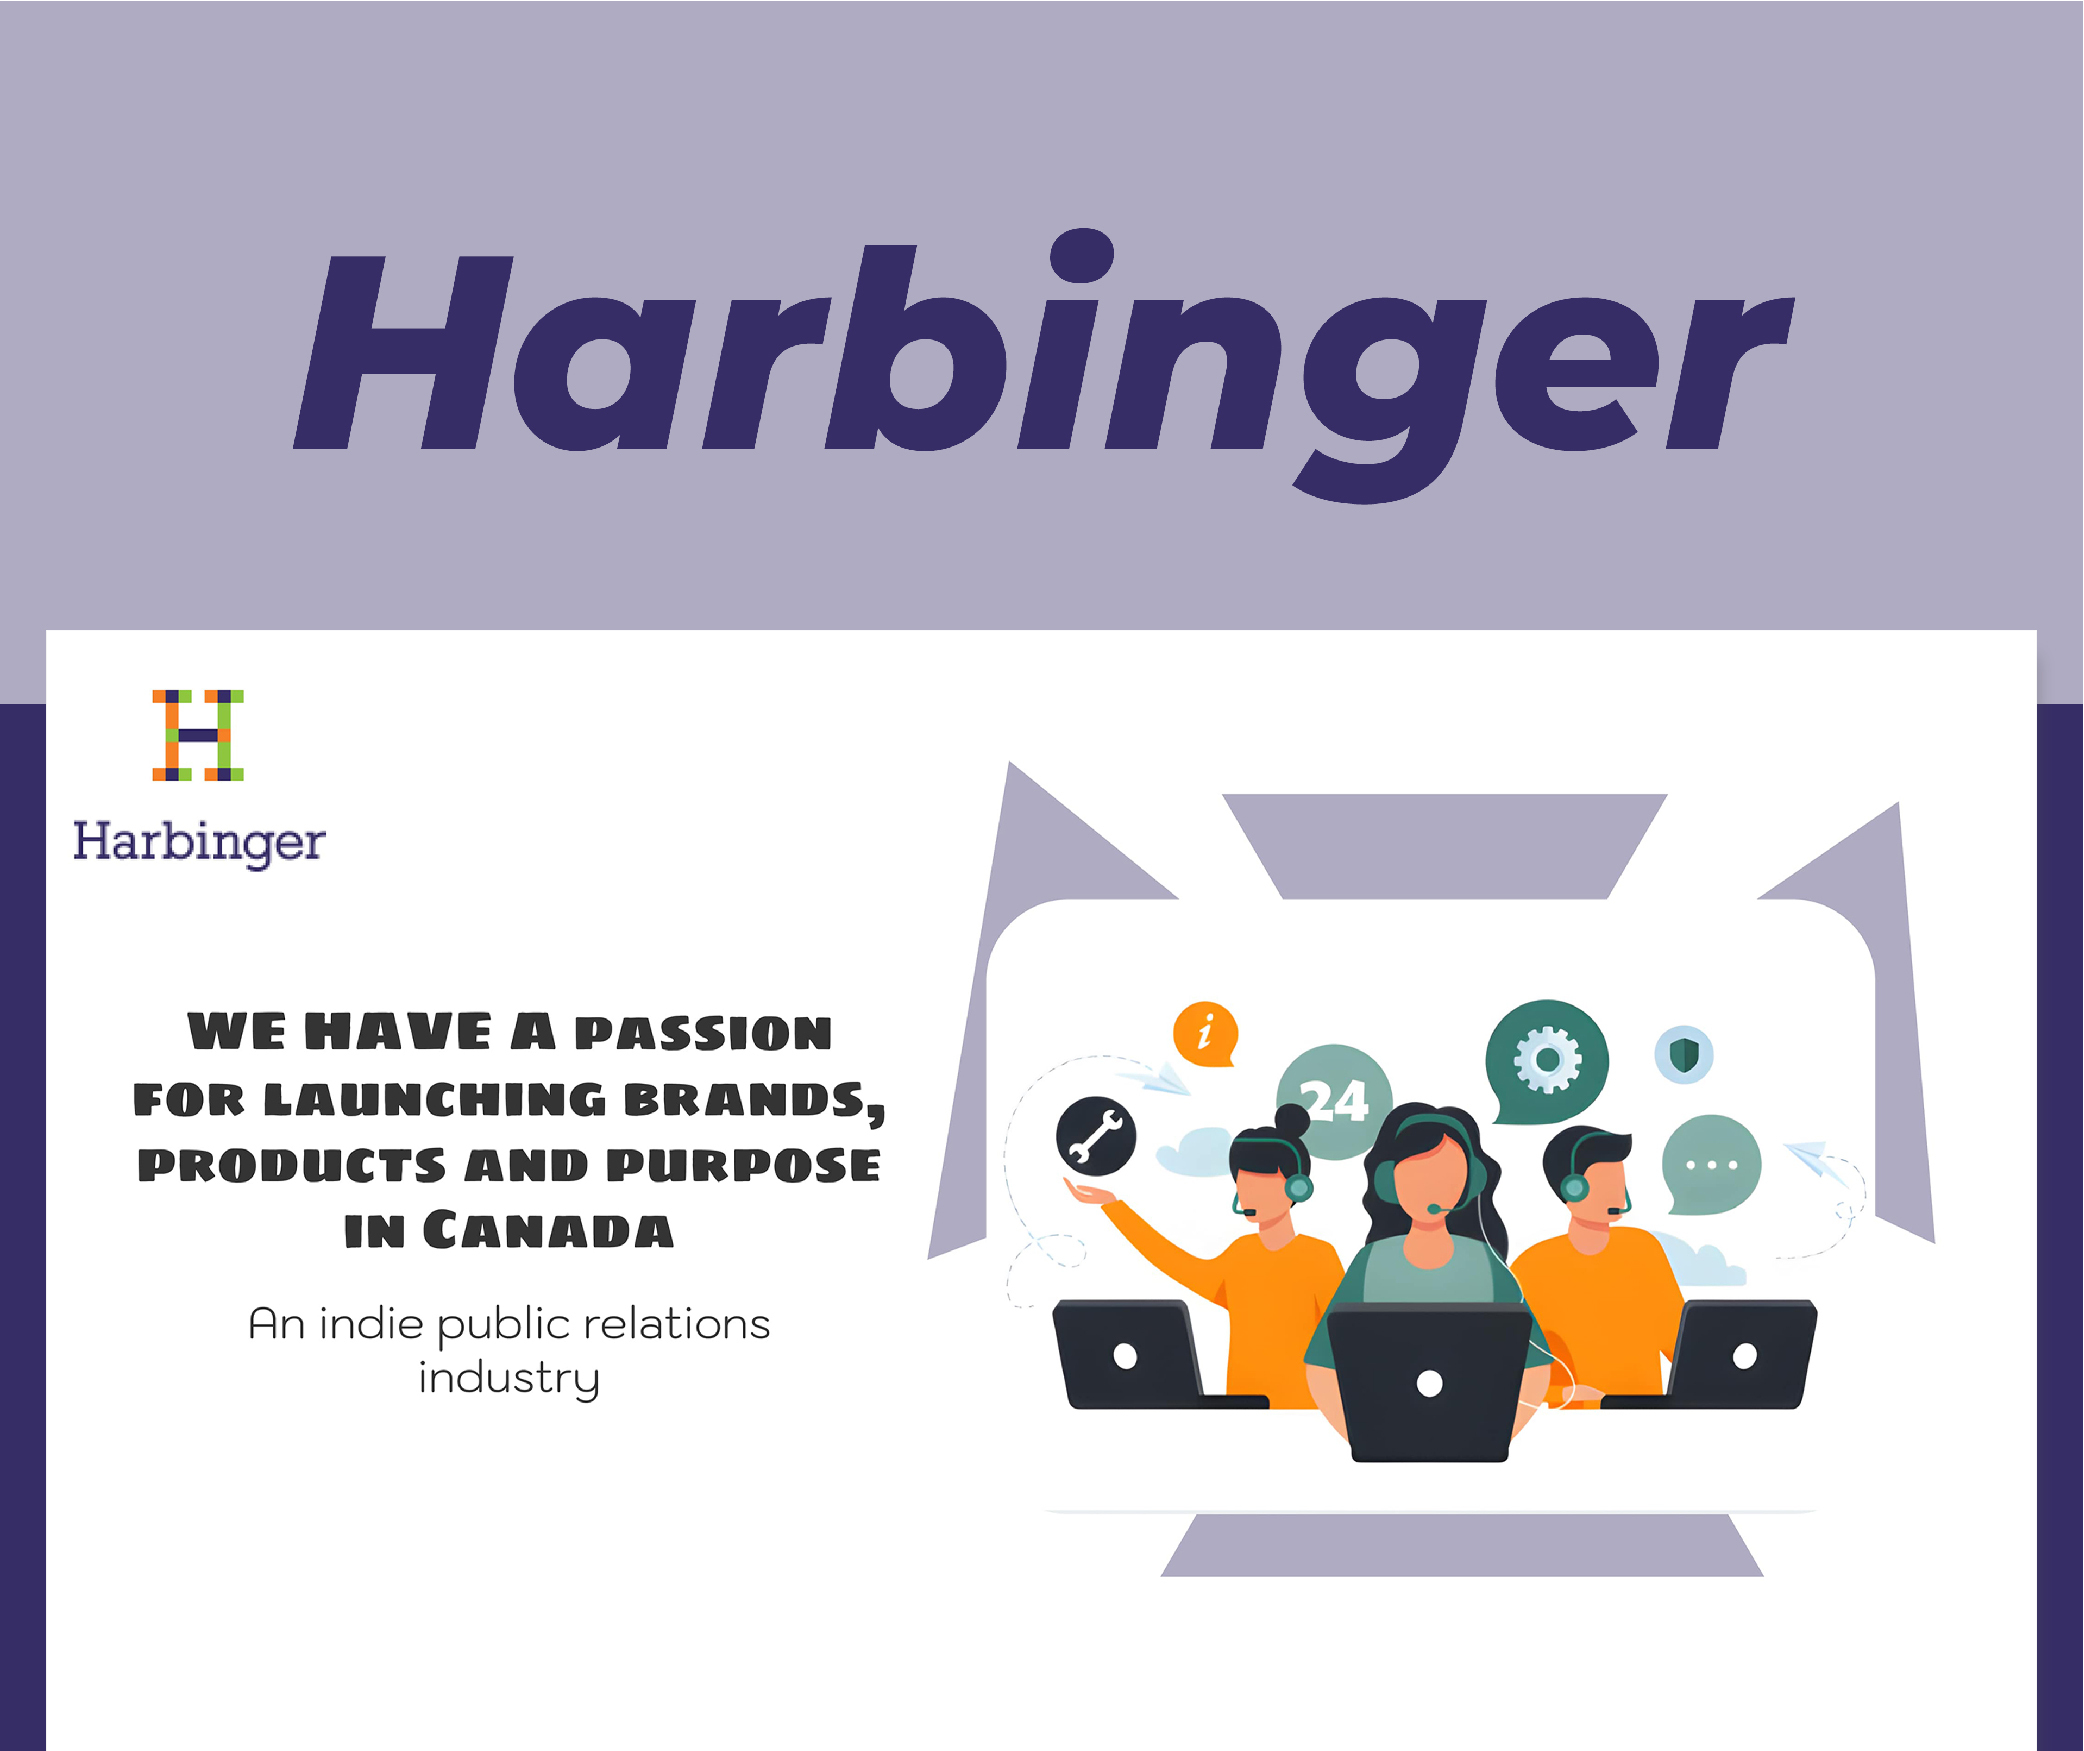 Harbinger
Harbinger
WE HAVE A PASSION
FOR LAUNCHING BRANDS,
PRODUCTS AND PURPOSE
IN CANADA
An indie public relations
industry
i
24